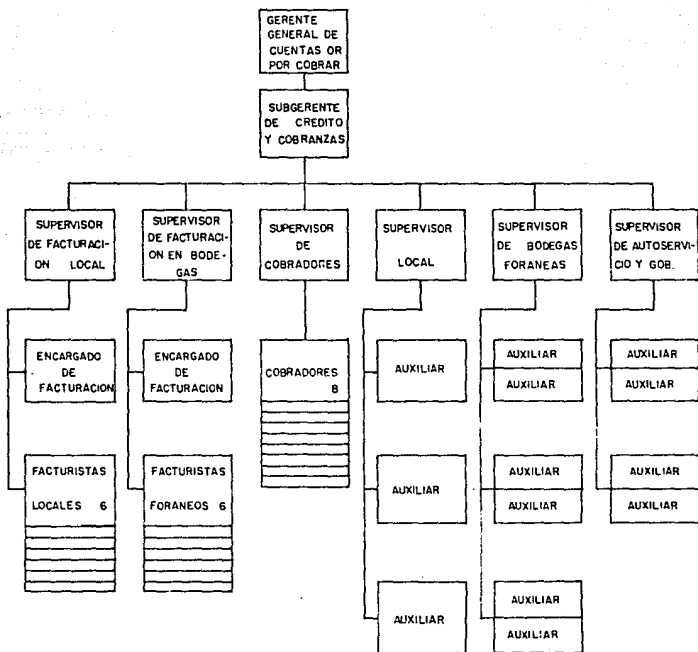 GERENTE
GENERAL DE
CUENTAS OR
POR COBRAR
SUBGERENTE
DE CREDITO
Y COBRANZAS
SUPERVISOR
DE FACTURACI-
ON LOCAL
SUPERVISOR
DE FACTURACI-
ON EN BODE-
GAS
SUPERVISOR
DE
COBRADORES
SUPERVISOR
LOCAL
SUPERVISOR
DE BODEGAS
FORANEAS
SUPERVISOR
DE AUTOSERVI-
CIO Y GOB.
ENCARGADO
DE
FACTURACION
ENCARGADO
DE
FACTURACION
COBRADORES
8
AUXILIAR
AUXILIAR
AUXILIAR
AUXILIAR
AUXILIAR
FACTURISTAS
LOCALES 6
FACTURISTAS
FORANEOS 6
AUXILIAR
AUXILIAR
AUXILIAR
AUXILIAR
AUXILIAR
AUXILIAR
AUXILIAR
AUXILIAR